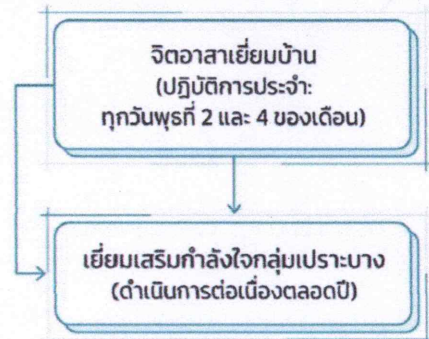 จิตอาสาเยี่ยมบ้าน
(ปฏิบัติการประจำ:
ทุกวันพุธที่ 2 และ 4 ของเดือน)
เยี่ยมเสริมกำลังใจกลุ่มเปราะบาง
(ดำเนินการต่อเนื่องตลอดปี)